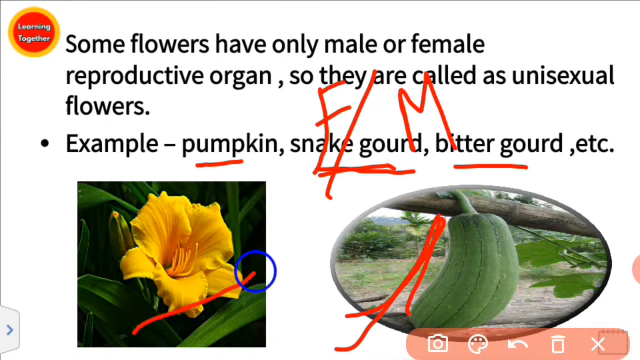 Learning
Together
Some flowers have only male or female
reproductive organ , so they are called as unisexual
flowers.
• Example – pumpkin, snake gourd, bitter gourd ,etc.
F/M